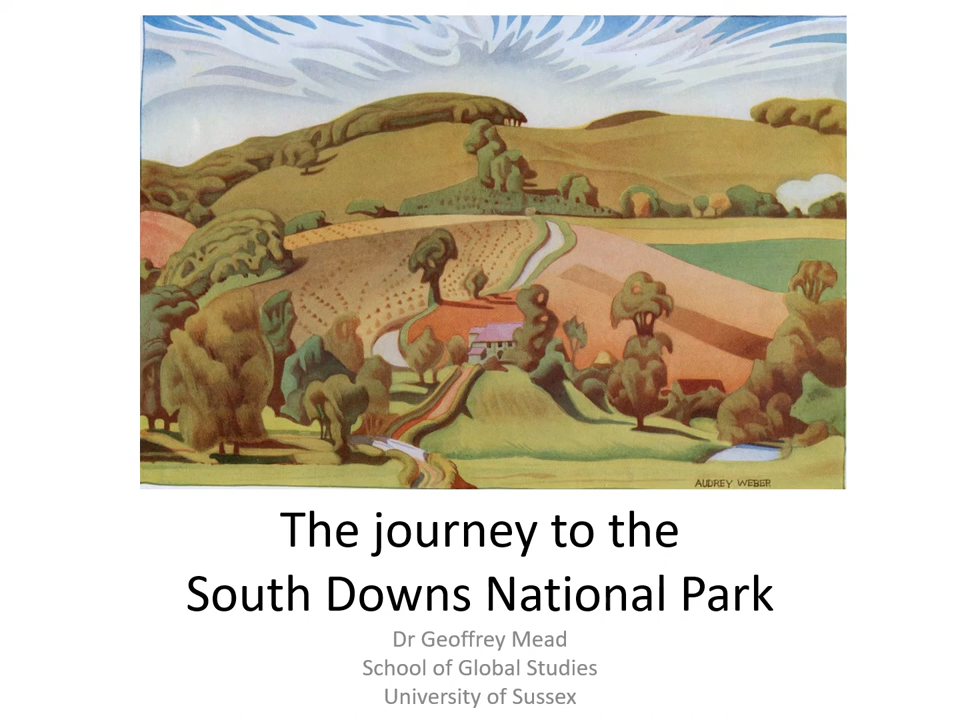 AUDREY WEBER
The journey to the
South Downs National Park
Dr Geoffrey Mead
School of Global Studies
University of Sussex